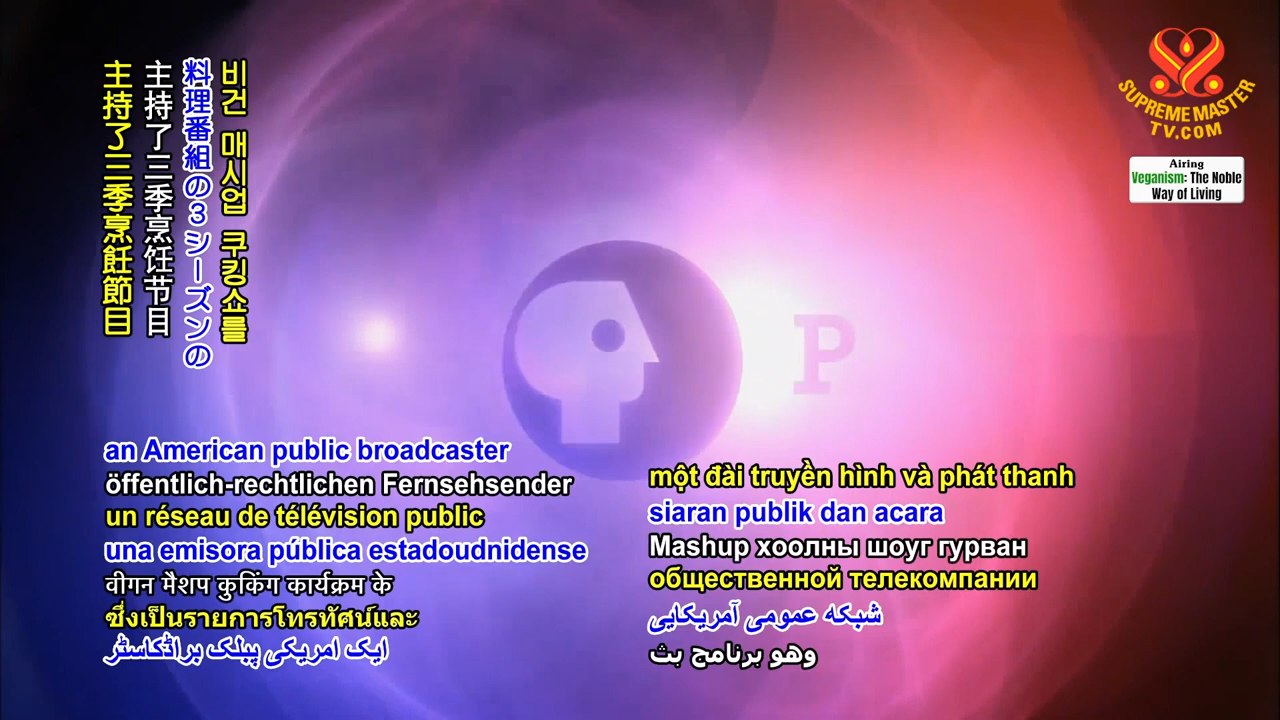 비건 매시업 쿠킹쇼를
料理番組の3シーズンの
主持了三季烹饪节目
主持了三季烹飪節目
SUPREME MASTER
TV.COM
Airing
Veganism: The Noble
Way of Living
P
an American public broadcaster
öffentlich-rechtlichen Fernsehsender
un réseau de télévision public
una emisora pública estadoudnidense
वीगन मैशप कुकिंग कार्यक्रम के
ซึ่งเป็นรายการโทรทัศน์และ
ایک امریکی پبلک براڈکاسٹر
một đài truyền hình và phát thanh
siaran publik dan acara
Mashup хоолны шоуг гурван
общественной телекомпании
شبکه عمومی آمریکایی
وهو برنامج بث